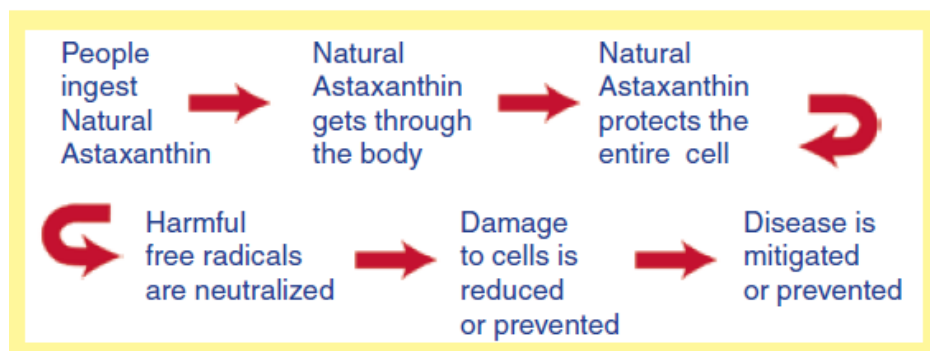 People
ingest
Natural
Astaxanthin
Natural
Astaxanthin
gets through
the body
Natural
Astaxanthin
protects the
entire cell
Harmful
free radicals
are neutralized
Damage
to cells is
reduced
or prevented
Disease is
mitigated
or prevented